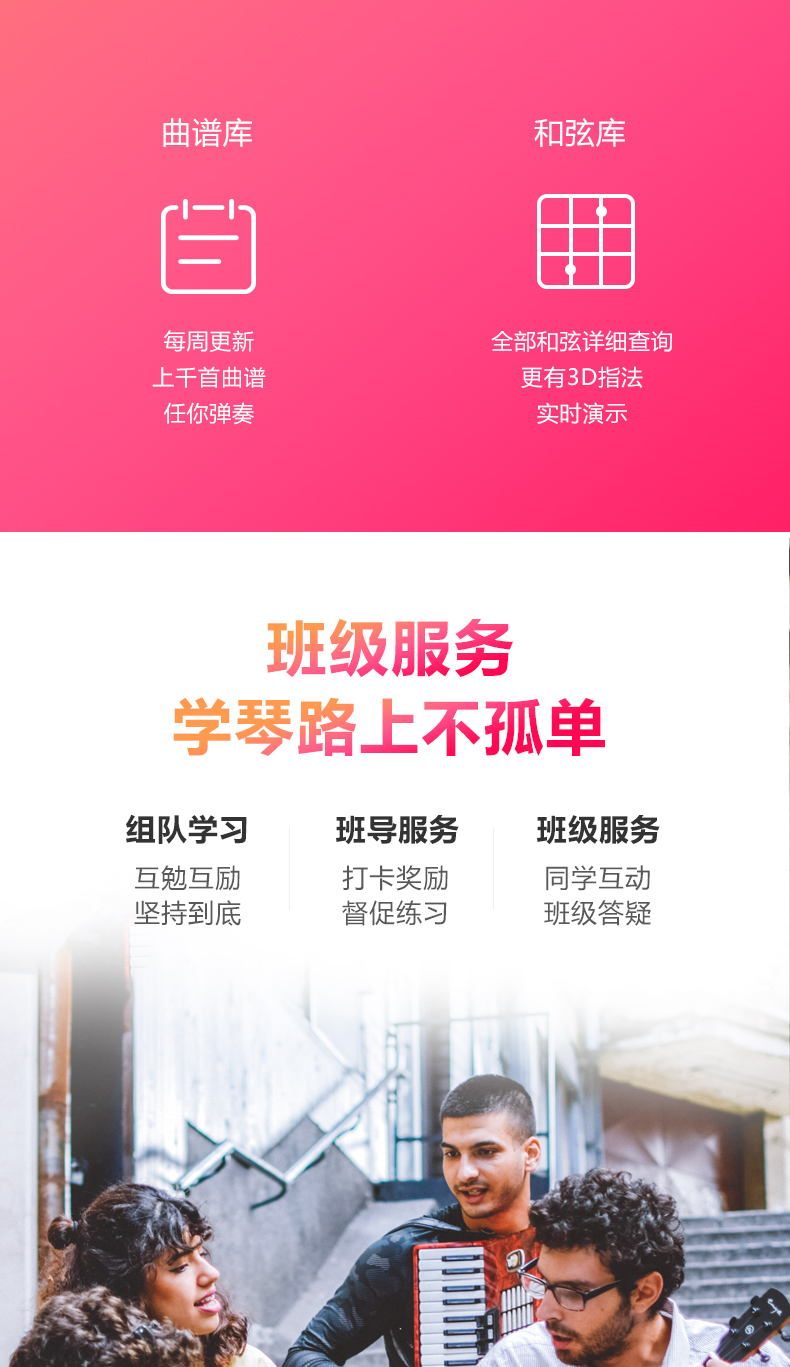 曲谱库
每周更新
上千首曲谱
任你弹奏
和弦库
全部和弦详细查询
更有3D指法
实时演示
班级服务
学琴路上不孤单
组队学习
互勉互励
坚持到底
班导服务
打卡奖励
督促练习
班级服务
同学互动
班级答疑